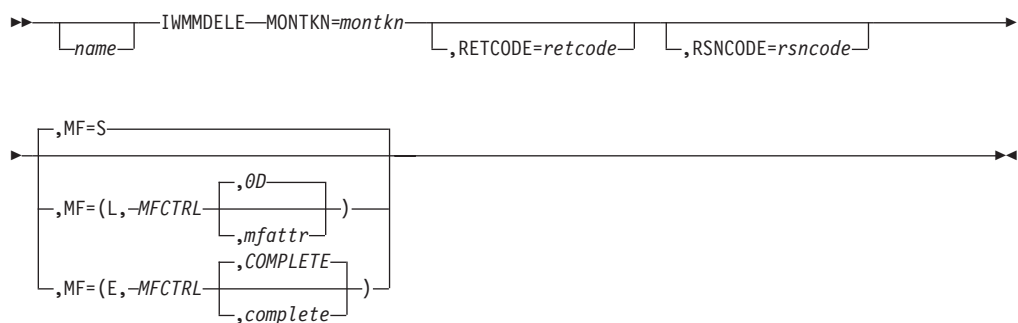 IWMMDELE MONTKN=montkn
name ,RETCODE=retcode ,RSNCODE=rsncode
,MF=S
,0D
,MF=(L, MFCTRL )
,mfattr
,COMPLETE
,MF=(E, MFCTRL )
,complete